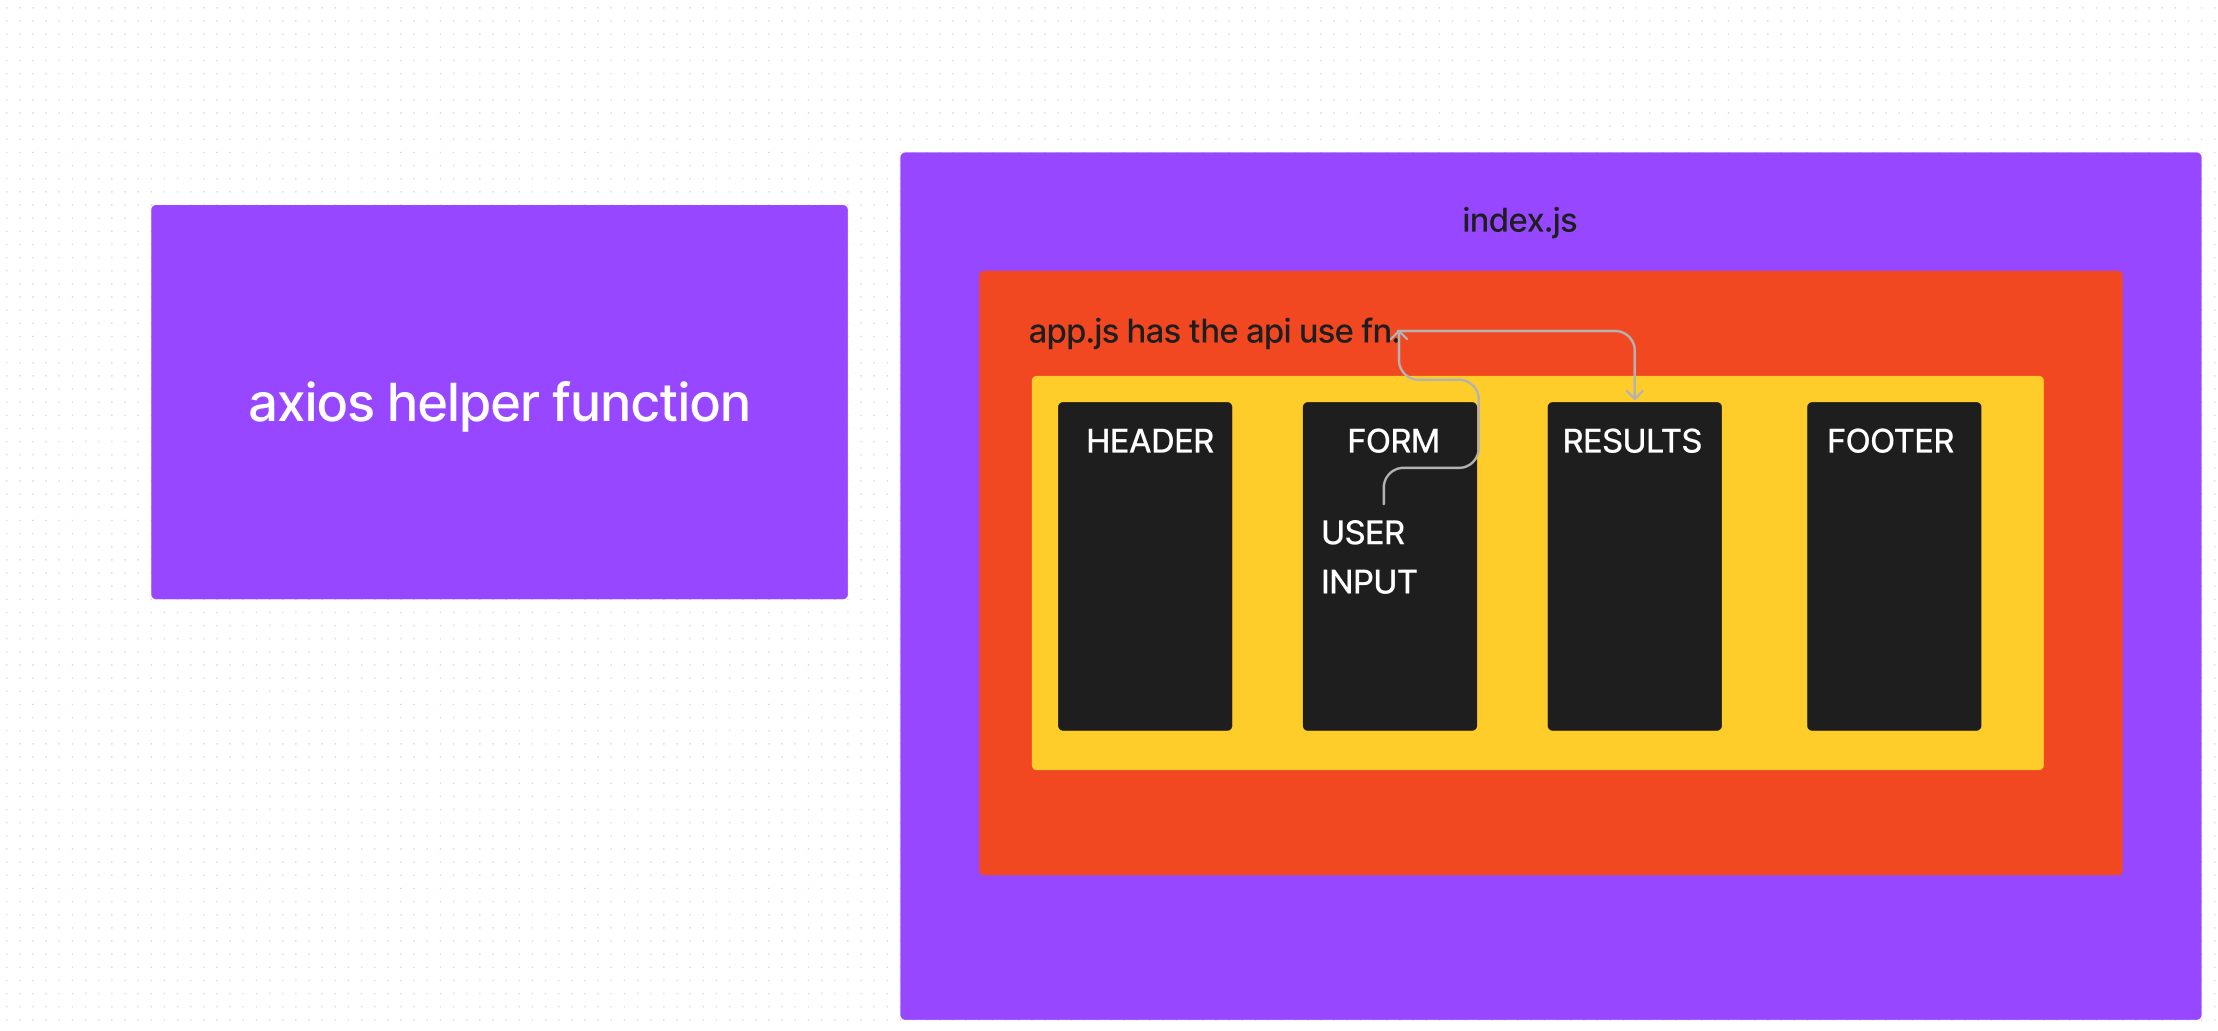 index.js
app.js has the api use fn.
axios helper function
HEADER
FORM
RESULTS
FOOTER
USER
INPUT